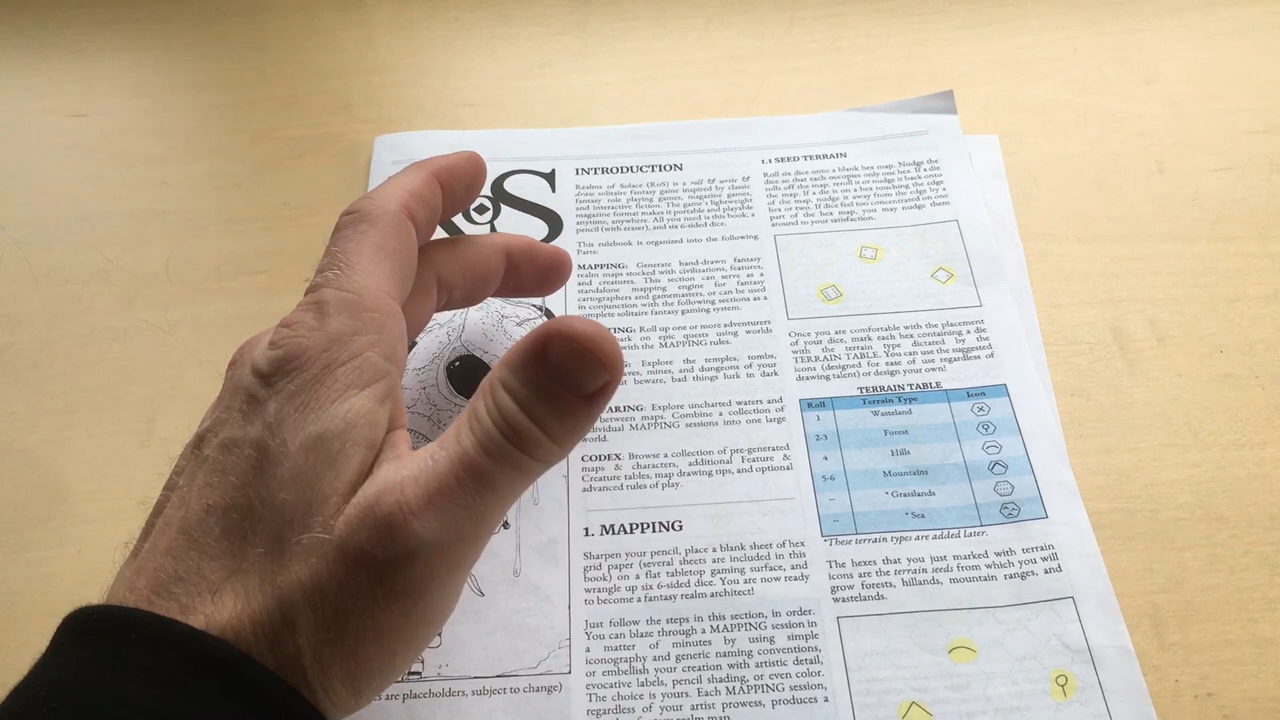 RoS
INTRODUCTION
Realms of Solace (RoS) is a roll & write &
draw solitaire fantasy game inspired by classic
fantasy role playing games, magazine games,
and interactive fiction. The game's lightweight
magazine format makes it portable and playable
anytime, anywhere. All you need is this book, a
pencil (with eraser), and six 6-sided dice.
This rulebook is organized into the following
Parts:
MAPPING: Generate hand-drawn fantasy
realm maps stocked with civilizations, features,
and creatures. This section can serve as a
standalone mapping engine for fantasy
cartographers and gamemasters, or can be used
in conjunction with the following sections as a
complete solitaire fantasy gaming system.
TING: Roll up one or more adventurers
ark on epic quests using worlds
with the MAPPING rules.
G: Explore the temples, tombs,
aves, mines, and dungeons of your
ut beware, bad things lurk in dark
ARING: Explore uncharted waters and
between maps. Combine a collection of
dividual MAPPING sessions into one large
world.
CODEX: Browse a collection of pre-generated
maps & characters, additional Feature &
Creature tables, map drawing tips, and optional
advanced rules of play.
1. MAPPING
Sharpen your pencil, place a blank sheet of hex
grid paper (several sheets are included in this
book) on a flat tabletop gaming surface, and
wrangle up six 6-sided dice. You are now ready
to become a fantasy realm architect!
Just follow the steps in this section, in order.
You can blaze through a MAPPING session in
a matter of minutes by using simple
iconography and generic naming conventions,
or embellish your creation with artistic detail,
evocative labels, pencil shading, or even color.
The choice is yours. Each MAPPING session,
regardless of your artist prowess, produces a
fantasy realm map.
es are placeholders, subject to change)
1.1 SEED TERRAIN
Roll six dice onto a blank hex map. Nudge the
dice so that each occupies only one hex. If a die
rolls off the map, reroll it or nudge it back onto
the map. If a die is on a hex touching the edge
of the map, nudge it away from the edge by a
hex or two. If dice feel too concentrated on one
part of the hex map, you may nudge them
around to your satisfaction.
Once you are comfortable with the placement
of your dice, mark each hex containing a die
with the terrain type dictated by the
TERRAIN TABLE. You can use the suggested
icons (designed for ease of use regardless of
drawing talent) or design your own!
TERRAIN TABLE
Roll Terrain Type Icon
1 Wasteland
2-3 Forest
4 Hills
5-6 Mountains
-- * Grasslands
-- * Sea
*These terrain types are added later.
The hexes that you just marked with terrain
icons are the terrain seeds from which you will
grow forests, hillands, mountain ranges, and
wastelands.